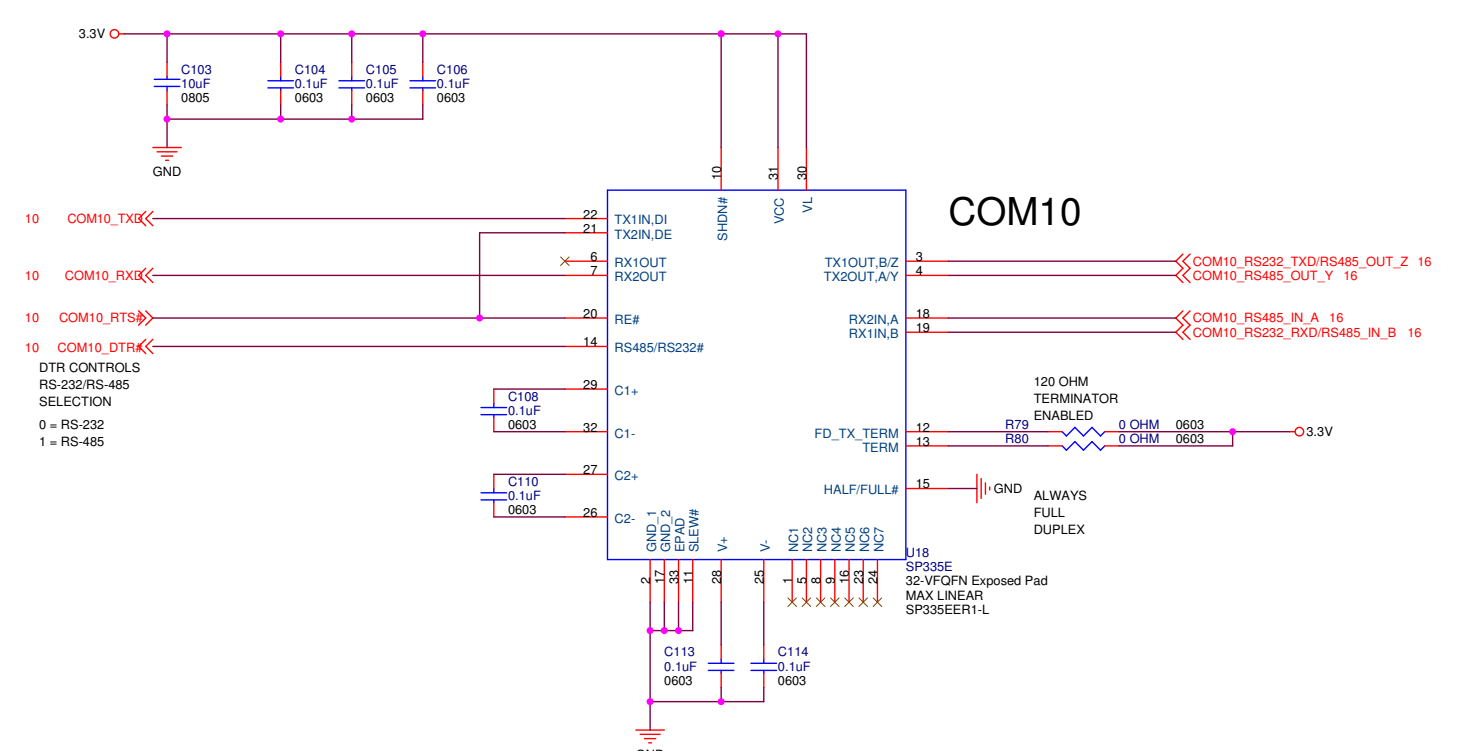 3.3V
C103
10uF
0805
C104
0.1uF
0603
C105
0.1uF
0603
C106
0.1uF
0603
GND
10
31
30
SHDN#
VCC
VL
COM10
10 COM10_TXD
22 TX1IN,DI
21 TX2IN,DE
6 RX1OUT
10 COM10_RXD
7 RX2OUT
10 COM10_RTS#
20 RE#
10 COM10_DTR#
14 RS485/RS232#
DTR CONTROLS
RS-232/RS-485
SELECTION
0 = RS-232
1 = RS-485
TX1OUT,B/Z 3 COM10_RS232_TXD/RS485_OUT_Z 16
TX2OUT,A/Y 4 COM10_RS485_OUT_Y 16
RX2IN,A 18 COM10_RS485_IN_A 16
RX1IN,B 19 COM10_RS232_RXD/RS485_IN_B 16
29 C1+
C108
0.1uF
0603
32 C1-
27 C2+
C110
0.1uF
0603
26 C2-
120 OHM
TERMINATOR
ENABLED
FD_TX_TERM 12 R79 0 OHM 0603
TERM 13 R80 0 OHM 0603
3.3V
HALF/FULL# 15 GND
ALWAYS
FULL
DUPLEX
GND_1
GND_2
EPAD
SLEW#
V+
V-
NC1
NC2
NC3
NC4
NC5
NC6
NC7
2
17
33
11
28
25
1
5
8
9
16
23
24
U18
SP335E
32-VFQFN Exposed Pad
MAX LINEAR
SP335EER1-L
C113
0.1uF
0603
C114
0.1uF
0603